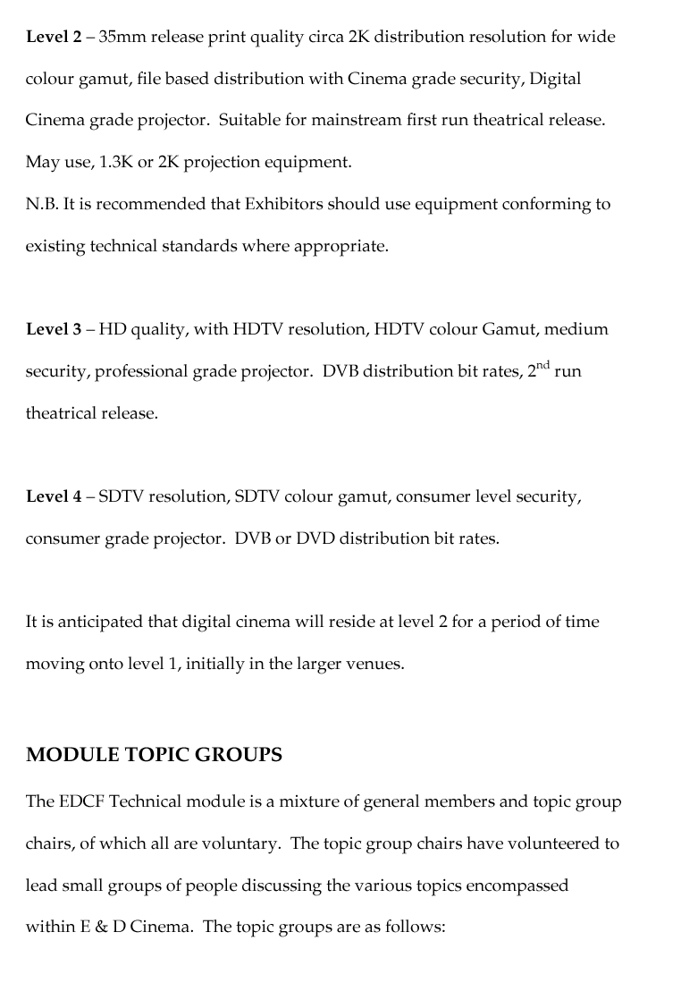 Level 2 – 35mm release print quality circa 2K distribution resolution for wide
colour gamut, file based distribution with Cinema grade security, Digital
Cinema grade projector.  Suitable for mainstream first run theatrical release.
May use, 1.3K or 2K projection equipment.
N.B. It is recommended that Exhibitors should use equipment conforming to
existing technical standards where appropriate.
Level 3 – HD quality, with HDTV resolution, HDTV colour Gamut, medium
security, professional grade projector.  DVB distribution bit rates, 2nd run
theatrical release.
Level 4 – SDTV resolution, SDTV colour gamut, consumer level security,
consumer grade projector.  DVB or DVD distribution bit rates.
It is anticipated that digital cinema will reside at level 2 for a period of time
moving onto level 1, initially in the larger venues.
MODULE TOPIC GROUPS
The EDCF Technical module is a mixture of general members and topic group
chairs, of which all are voluntary.  The topic group chairs have volunteered to
lead small groups of people discussing the various topics encompassed
within E & D Cinema.  The topic groups are as follows: